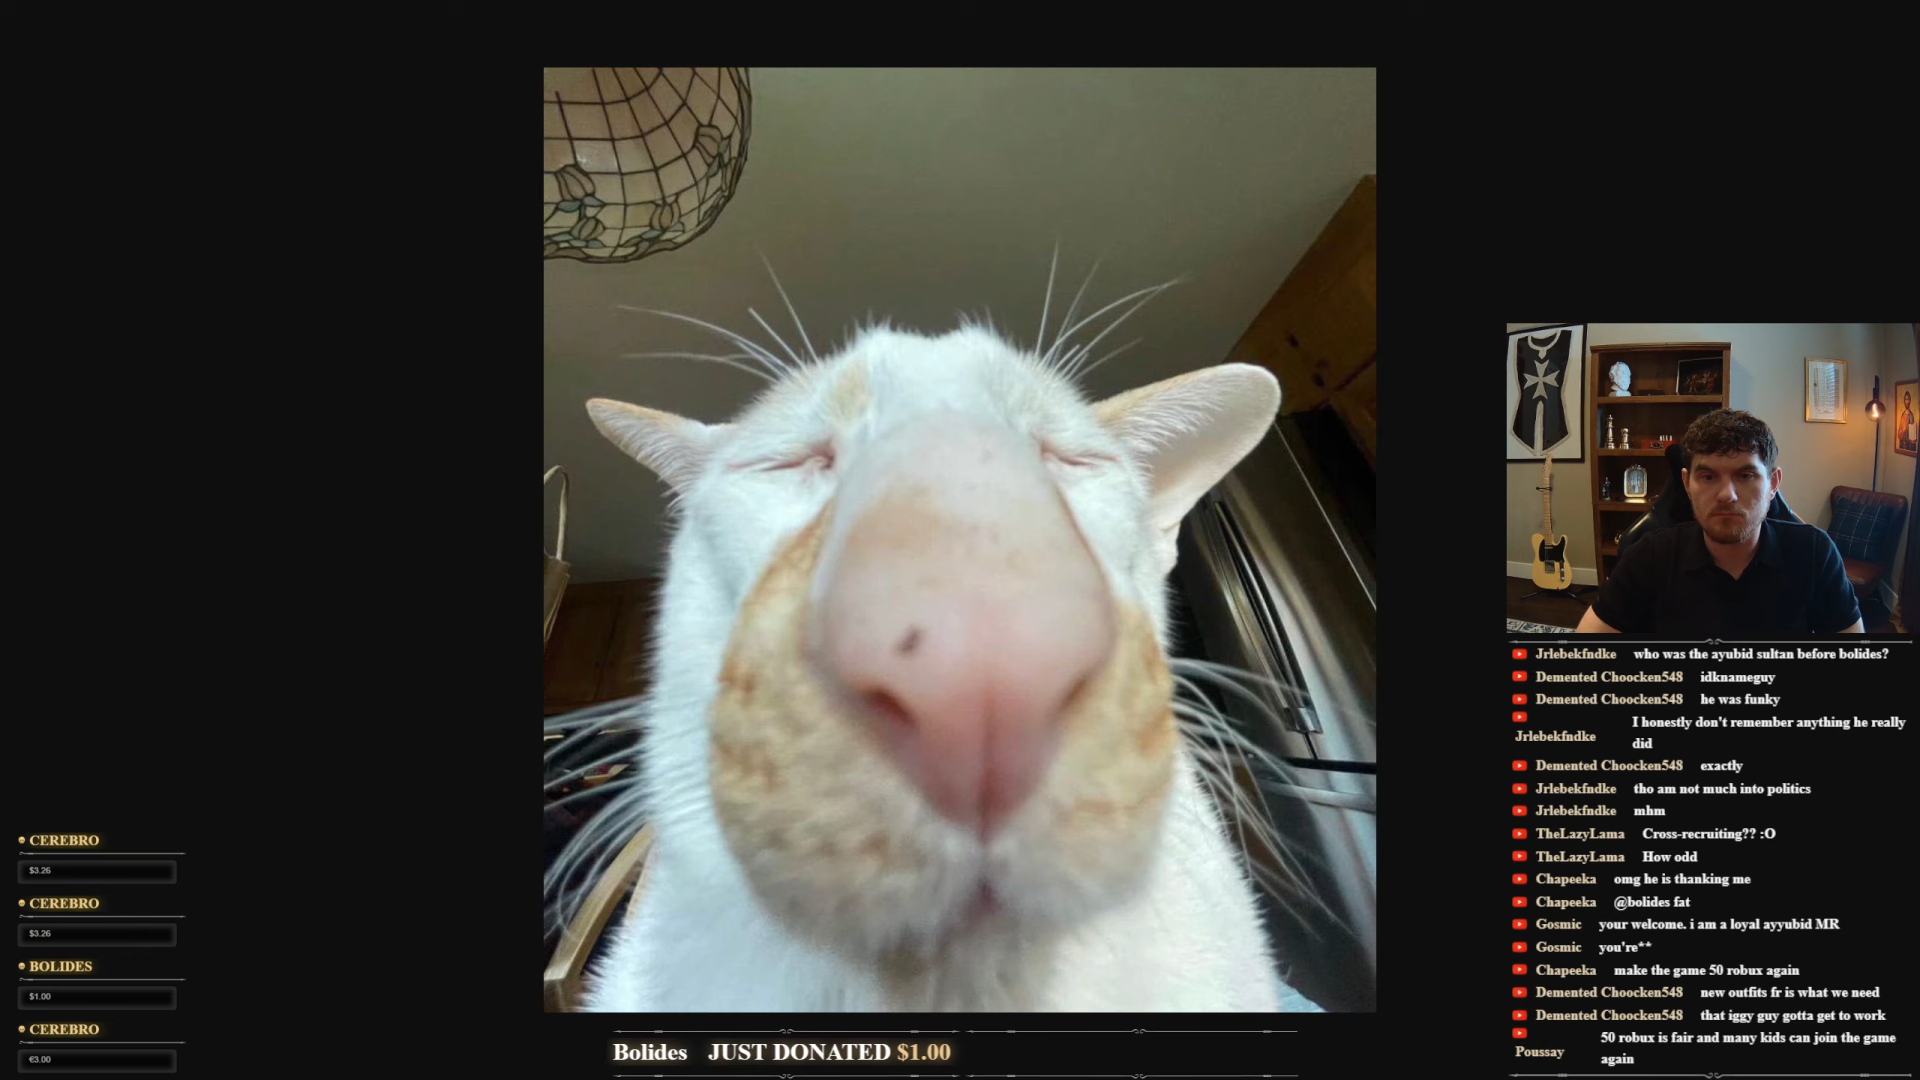 CEREBRO
$3.26
CEREBRO
$3.26
BOLIDES
$1.00
CEREBRO
€3.00
Bolides JUST DONATED $1.00
Jrlebekfndke who was the ayubid sultan before bolides?
Demented Choocken548 idknameguy
Demented Choocken548 he was funky
Jrlebekfndke I honestly don't remember anything he really
did
Demented Choocken548 exactly
Jrlebekfndke tho am not much into politics
Jrlebekfndke mhm
TheLazyLama Cross-recruiting?? :O
TheLazyLama How odd
Chapeeka omg he is thanking me
Chapeeka @bolides fat
Gosmic your welcome. i am a loyal ayyubid MR
Gosmic you're**
Chapeeka make the game 50 robux again
Demented Choocken548 new outfits fr is what we need
Demented Choocken548 that iggy guy gotta get to work
Poussay 50 robux is fair and many kids can join the game
again